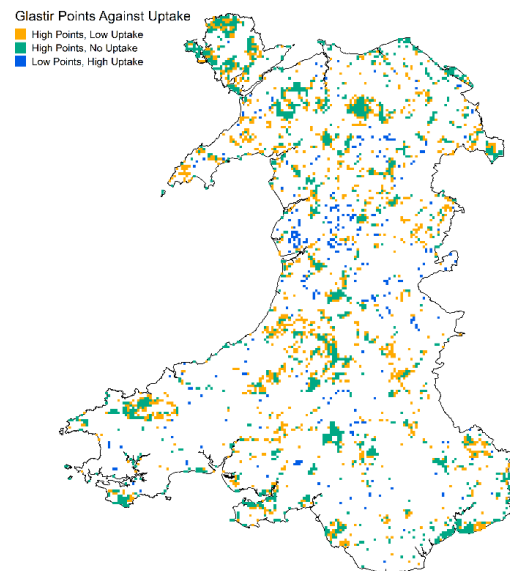 Glastir Points Against Uptake
High Points, Low Uptake
High Points, No Uptake
Low Points, High Uptake